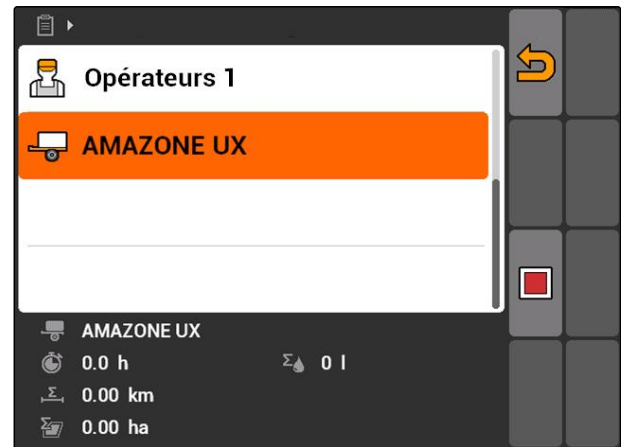 Opérateurs 1
AMAZONE UX
AMAZONE UX
0.0 h Σ 0 l
Σ 0.00 km
Σ 0.00 ha